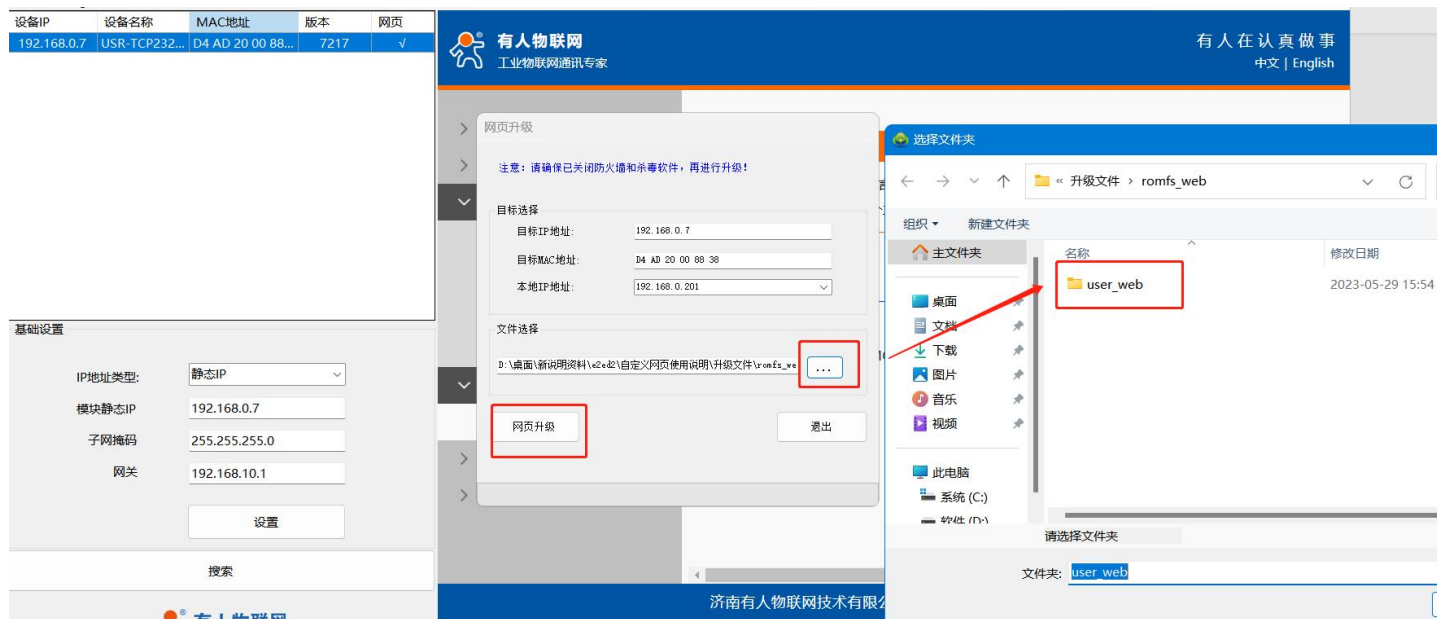 设备IP 设备名称 MAC地址 版本 网页
192.168.0.7 USR-TCP232... D4 AD 20 00 88... 7217 √
基础设置
IP地址类型: 静态IP
模块静态IP 192.168.0.7
子网掩码 255.255.255.0
网关 192.168.10.1
设置
搜索
有人物联网
工业物联网通讯专家
有人在认真做事
中文 | English
网页升级
注意: 请确保已关闭防火墙和杀毒软件,再进行升级!
目标选择
目标IP地址: 192.168.0.7
目标MAC地址: D4 AD 20 00 88 38
本地IP地址: 192.168.0.201
文件选择
D:\桌面\新说明资料\e2ed2\自定义网页使用说明\升级文件\romfs_we
...
网页升级
退出
选择文件夹
« 升级文件 › romfs_web
组织 新建文件夹
主文件夹
桌面
文档
下载
图片
音乐
视频
此电脑
系统 (C:)
软件 (D:)
名称 修改日期
user_web 2023-05-29 15:54
请选择文件夹
文件夹: user_web
济南有人物联网技术有限